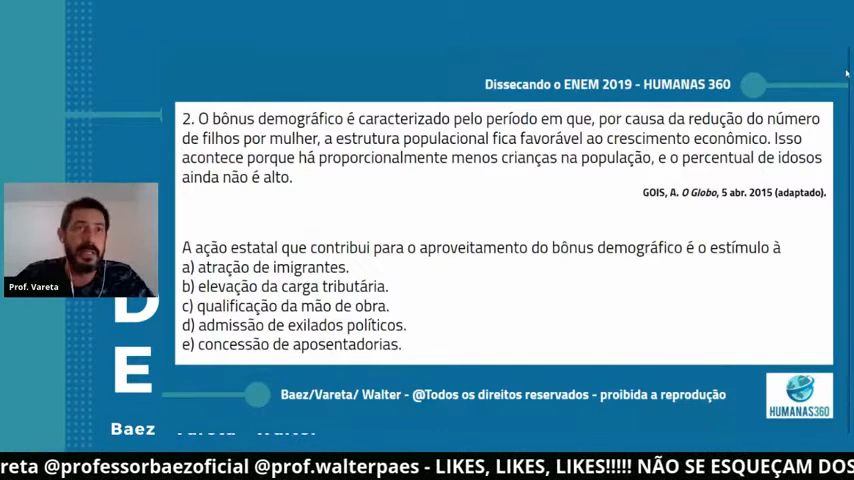 Dissecando o ENEM 2019 - HUMANAS 360
2. O bônus demográfico é caracterizado pelo período em que, por causa da redução do número
de filhos por mulher, a estrutura populacional fica favorável ao crescimento econômico. Isso
acontece porque há proporcionalmente menos crianças na população, e o percentual de idosos
ainda não é alto.
GOIS, A. O Globo, 5 abr. 2015 (adaptado).
A ação estatal que contribui para o aproveitamento do bônus demográfico é o estímulo à
a) atração de imigrantes.
b) elevação da carga tributária.
c) qualificação da mão de obra.
d) admissão de exilados políticos.
e) concessão de aposentadorias.
Prof. Vareta
D
E
Baez/Vareta/ Walter - @Todos os direitos reservados - proibida a reprodução
HUMANAS360
Baez
reta @professorbaezoficial @prof.walterpaes - LIKES, LIKES, LIKES!!!!! NÃO SE ESQUEÇAM DOS